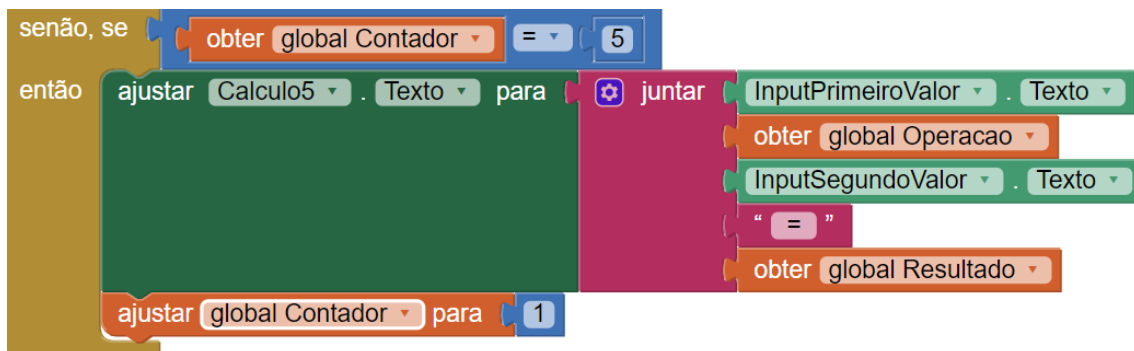 senão, se obter global Contador = 5
então ajustar Calculo5 . Texto para juntar InputPrimeiroValor . Texto
obter global Operacao
InputSegundoValor . Texto
“ = ”
obter global Resultado
ajustar global Contador para 1